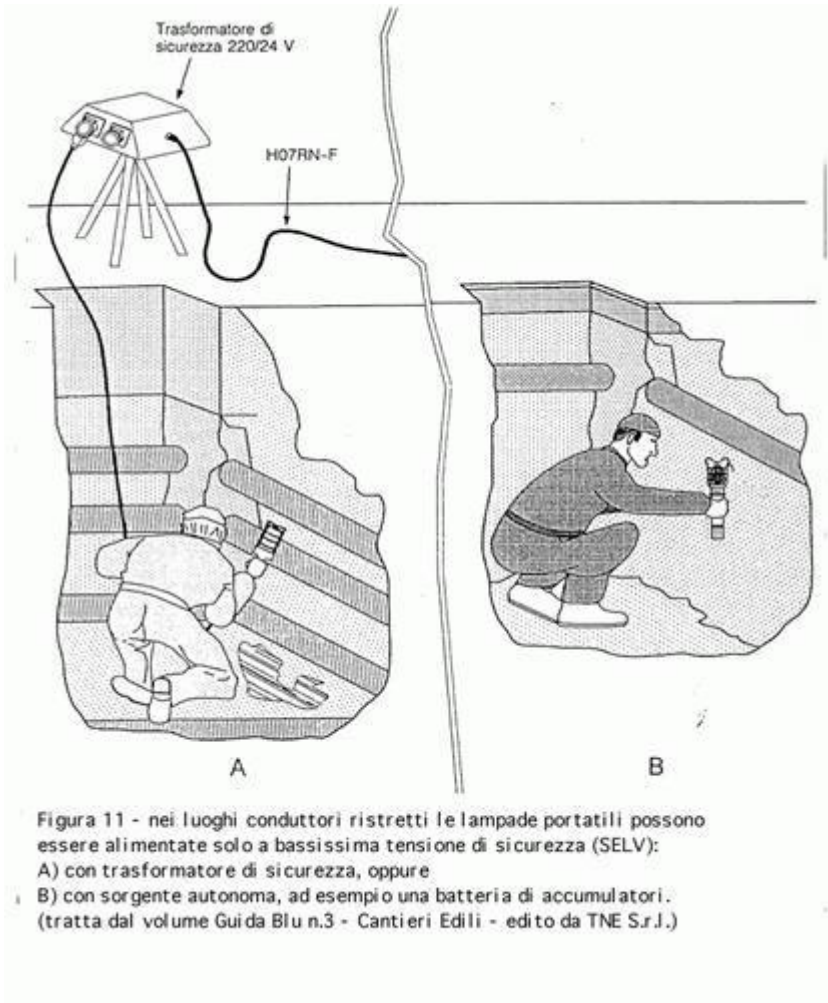 Trasformatore di
sicurezza 220/24 V
H07RN-F
A
B
Figura 11 - nei luoghi conduttori ristretti le lampade portatili possono
essere alimentate solo a bassissima tensione di sicurezza (SELV):
A) con trasformatore di sicurezza, oppure
B) con sorgente autonoma, ad esempio una batteria di accumulatori.
(tratta dal volume Guida Blu n.3 - Cantieri Edili - edito da TNE S.r.l.)